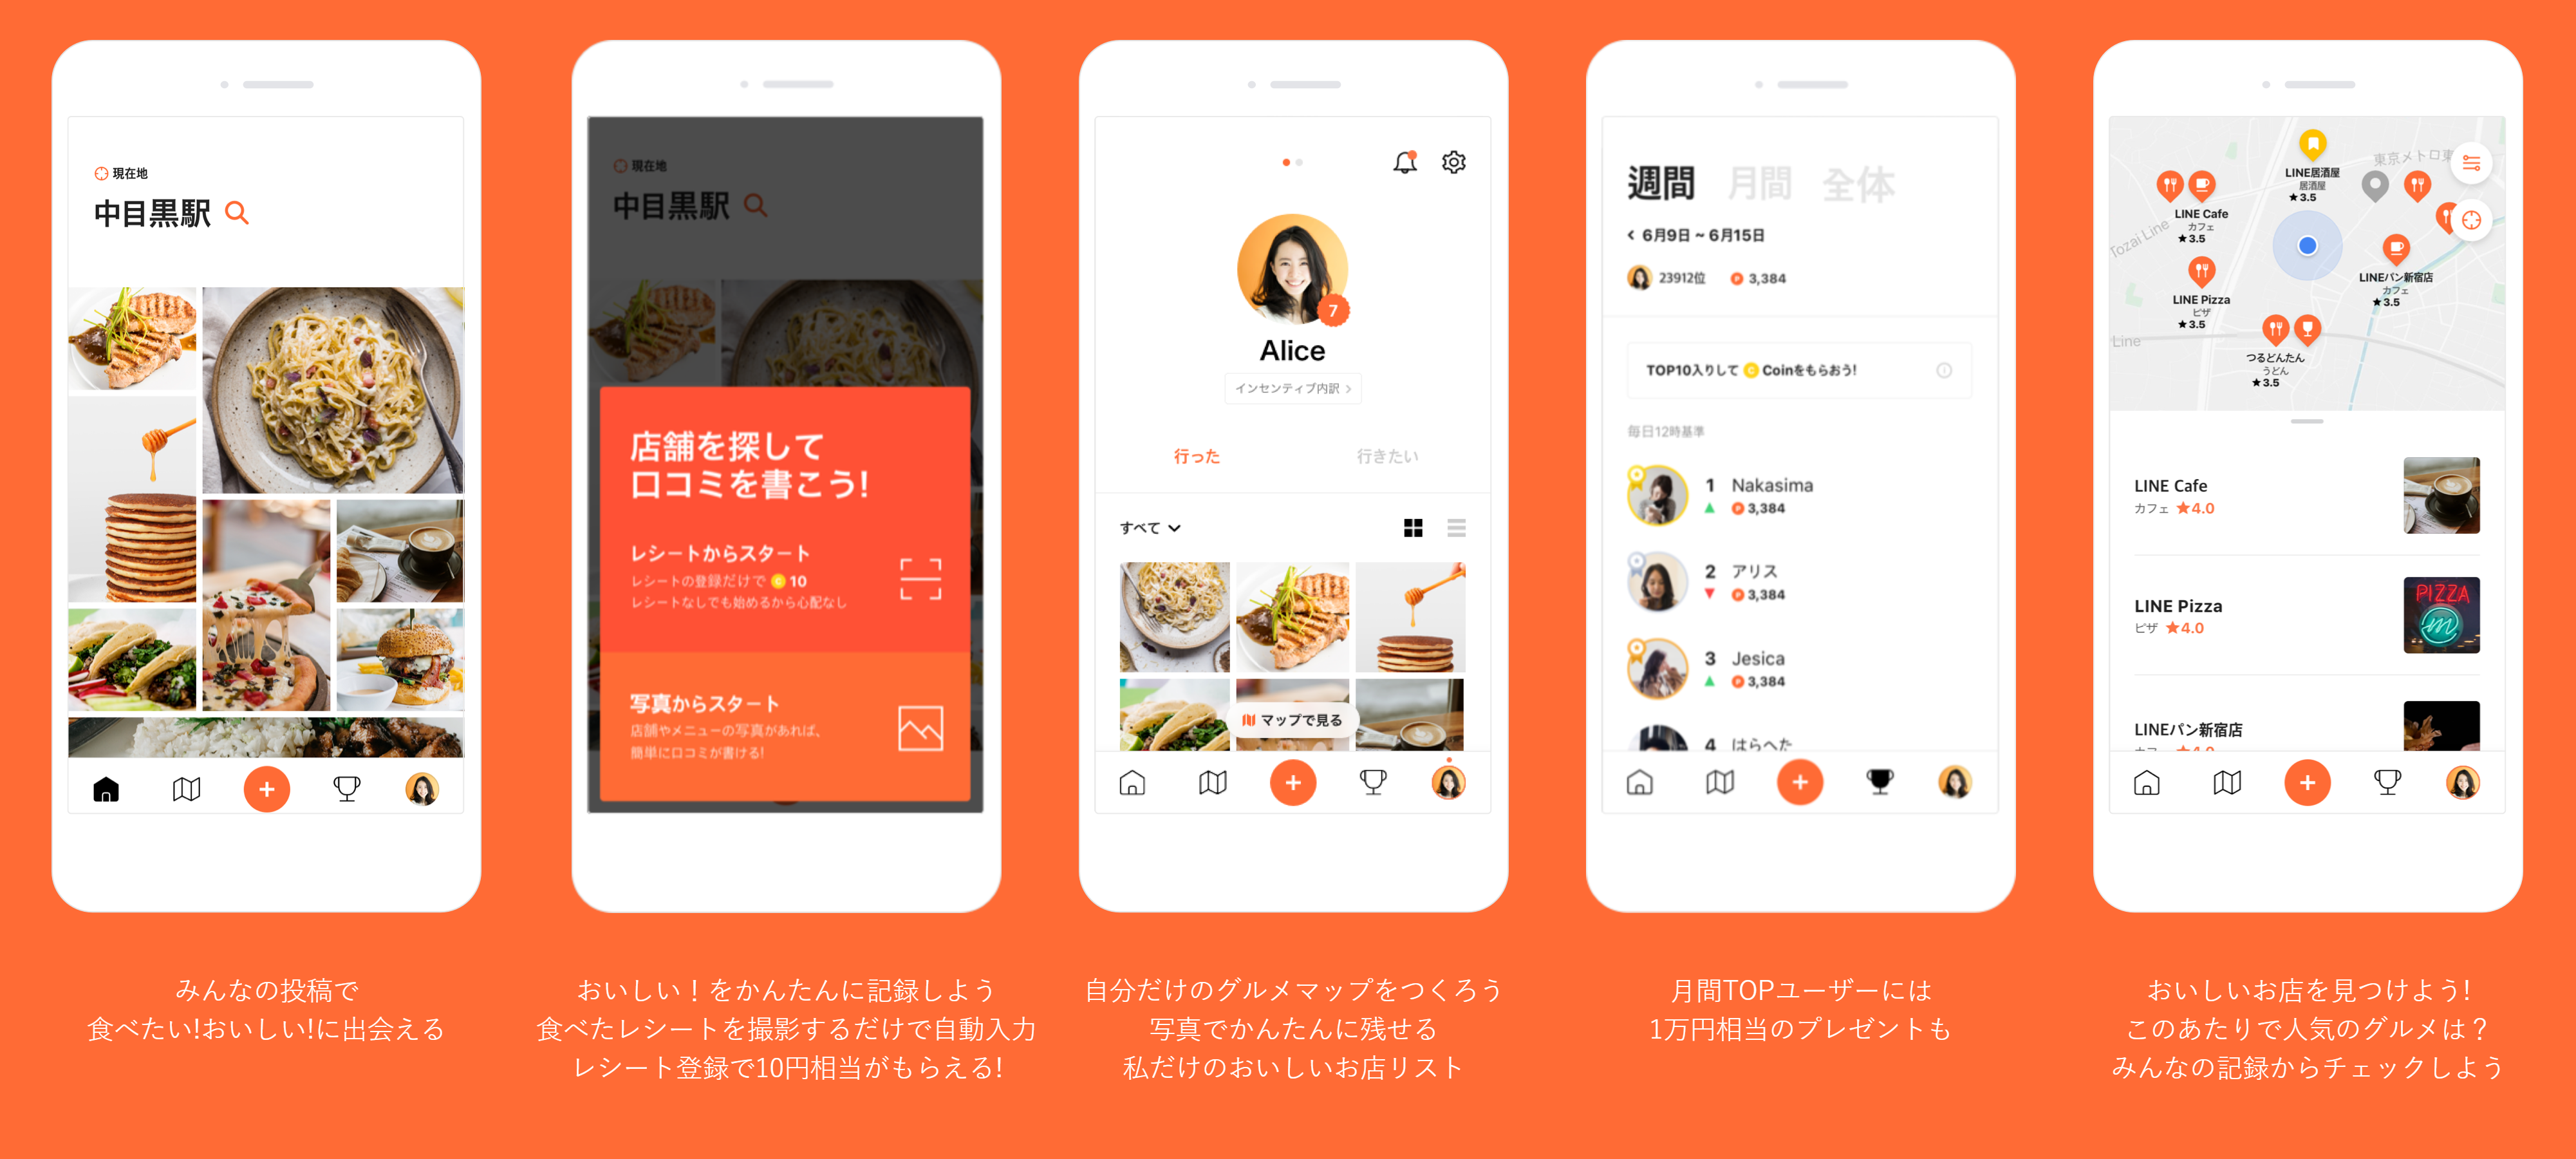 現在地
中目黒駅
みんなの投稿で
食べたい!おいしい!に出会える
現在地
中目黒駅
店舗を探して
口コミを書こう!
レシートからスタート
レシートの登録だけで C 10
レシートなしでも始めるから心配なし
写真からスタート
店舗やメニューの写真があれば、
簡単に口コミが書ける!
おいしい！をかんたんに記録しよう
食べたレシートを撮影するだけで自動入力
レシート登録で10円相当がもらえる!
7
Alice
インセンティブ内訳 >
行った 行きたい
すべて
マップで見る
自分だけのグルメマップをつくろう
写真でかんたんに残せる
私だけのおいしいお店リスト
週間 月間 全体
< 6月9日 ~ 6月15日
23912位 P 3,384
TOP10入りして C Coinをもらおう!
毎日12時基準
1 Nakasima
▲ P 3,384
2 アリス
▼ P 3,384
3 Jesica
▲ P 3,384
4 はらへた
月間TOPユーザーには
1万円相当のプレゼントも
東京メトロ東
LINE居酒屋
居酒屋
★3.5
LINE Cafe
カフェ
★3.5
Tozai Line
LINEパン新宿店
カフェ
★3.5
LINE Pizza
ピザ
★3.5
Line
つるどんたん
うどん
★3.5
LINE Cafe
カフェ ★4.0
LINE Pizza
ピザ ★4.0
PIZZA
m
LINEパン新宿店
カフェ ★4.0
おいしいお店を見つけよう!
このあたりで人気のグルメは？
みんなの記録からチェックしよう